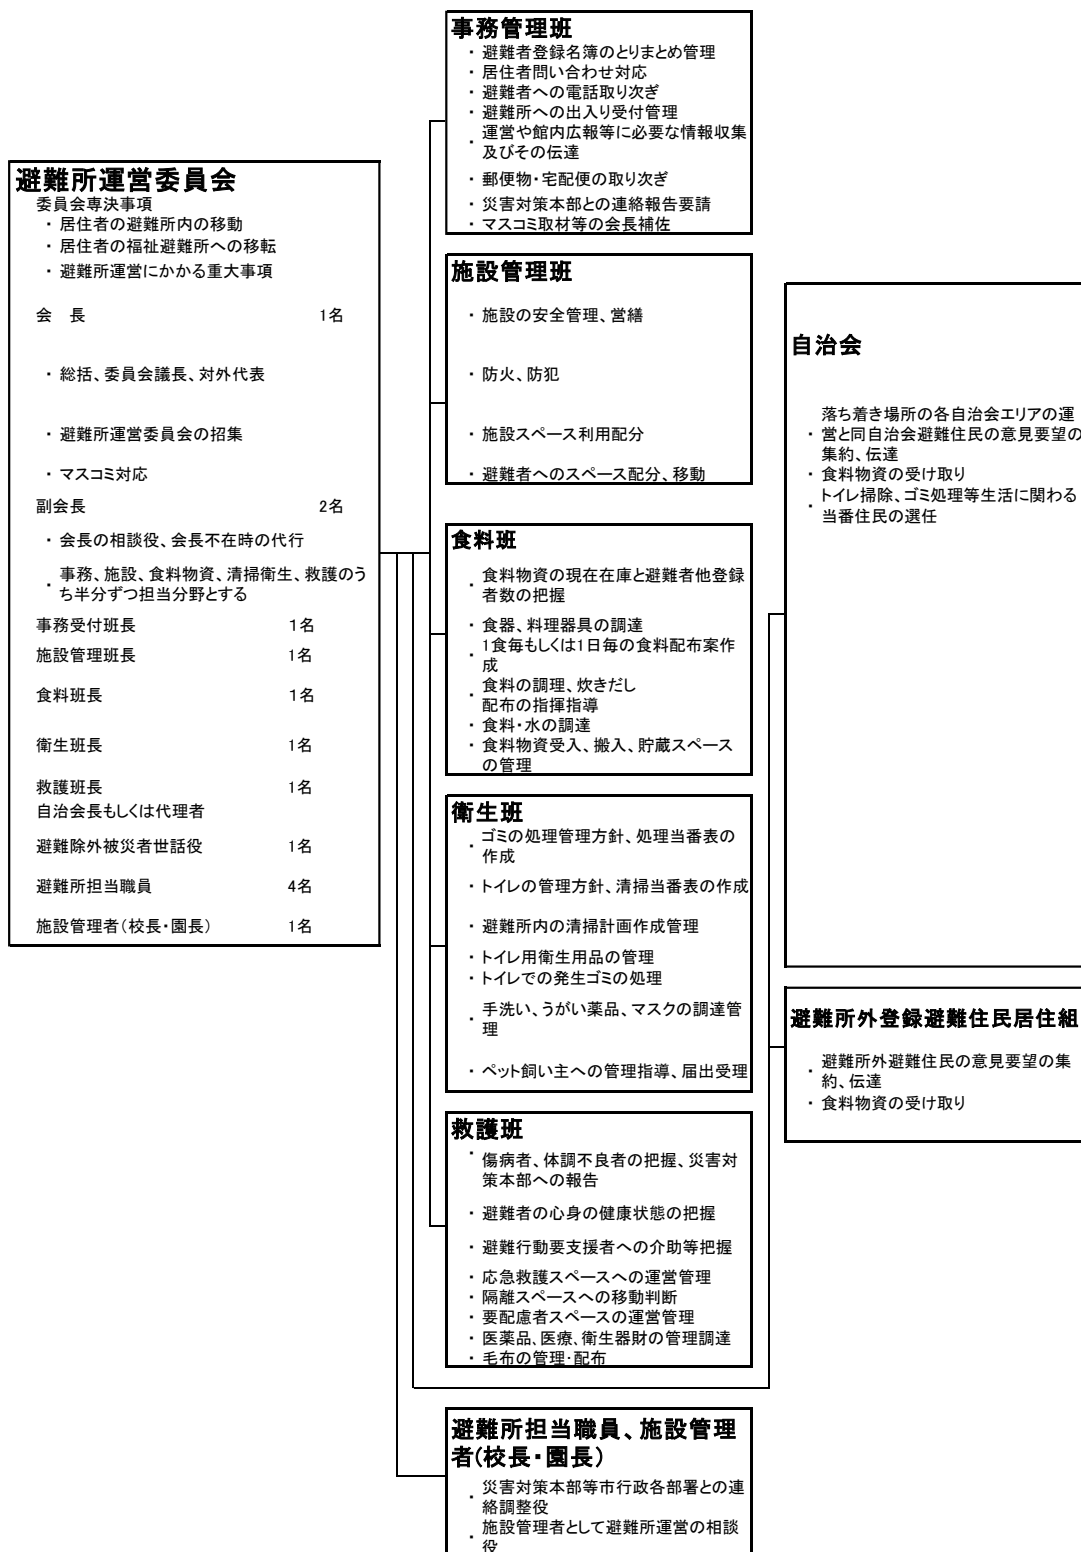 避難所運営委員会
委員会専決事項
・ 居住者の避難所内の移動
・ 居住者の福祉避難所への移転
・ 避難所運営にかかる重大事項
会　長　1名
・ 総括、委員会議長、対外代表
・ 避難所運営委員会の招集
・ マスコミ対応
副会長　2名
・ 会長の相談役、会長不在時の代行
・ 事務、施設、食料物資、清掃衛生、救護のう
ち半分ずつ担当分野とする
事務受付班長　1名
施設管理班長　1名
食料班長　1名
衛生班長　1名
救護班長　1名
自治会長もしくは代理者
避難除外被災者世話役　1名
避難所担当職員　4名
施設管理者(校長・園長)　1名
事務管理班
・ 避難者登録名簿のとりまとめ管理
・ 居住者問い合わせ対応
・ 避難者への電話取り次ぎ
・ 避難所への出入り受付管理
・ 運営や館内広報等に必要な情報収集
及びその伝達
・ 郵便物・宅配便の取り次ぎ
・ 災害対策本部との連絡報告要請
・ マスコミ取材等の会長補佐
施設管理班
・ 施設の安全管理、営繕
・ 防火、防犯
・ 施設スペース利用配分
・ 避難者へのスペース配分、移動
食料班
・ 食料物資の現在在庫と避難者他登録
者数の把握
・ 食器、料理器具の調達
・ 1食毎もしくは1日毎の食料配布案作
成
・ 食料の調理、炊きだし
配布の指揮指導
・ 食料・水の調達
・ 食料物資受入、搬入、貯蔵スペース
の管理
衛生班
・ ゴミの処理管理方針、処理当番表の
作成
・ トイレの管理方針、清掃当番表の作成
・ 避難所内の清掃計画作成管理
・ トイレ用衛生用品の管理
・ トイレでの発生ゴミの処理
・ 手洗い、うがい薬品、マスクの調達管
理
・ ペット飼い主への管理指導、届出受理
救護班
・ 傷病者、体調不良者の把握、災害対
策本部への報告
・ 避難者の心身の健康状態の把握
・ 避難行動要支援者への介助等把握
・ 応急救護スペースへの運営管理
・ 隔離スペースへの移動判断
・ 要配慮者スペースの運営管理
・ 医薬品、医療、衛生器財の管理調達
・ 毛布の管理・配布
避難所担当職員、施設管理
者(校長・園長)
・ 災害対策本部等市行政各部署との連
絡調整役
・ 施設管理者として避難所運営の相談
役
自治会
落ち着き場所の各自治会エリアの運
・ 営と同自治会避難住民の意見要望の
集約、伝達
・ 食料物資の受け取り
・ トイレ掃除、ゴミ処理等生活に関わる
当番住民の選任
避難所外登録避難住民居住組
・ 避難所外避難住民の意見要望の集
約、伝達
・ 食料物資の受け取り